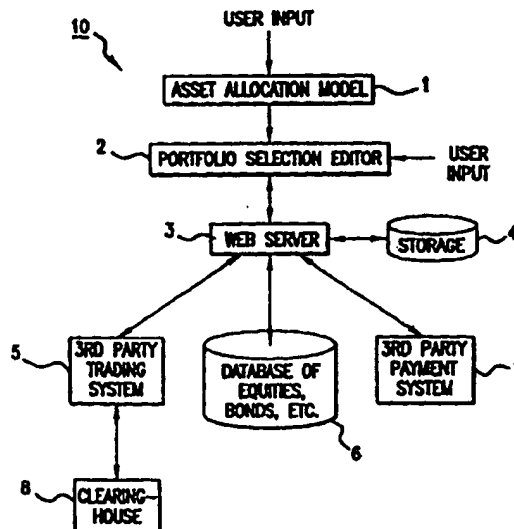 USER INPUT
10
ASSET ALLOCATION MODEL
1
2
PORTFOLIO SELECTION EDITOR
USER
INPUT
3
WEB SERVER
STORAGE
4
5
3RD PARTY
TRADING
SYSTEM
DATABASE OF
EQUITIES,
BONDS, ETC.
3RD PARTY
PAYMENT
SYSTEM
6
8
CLEARING-
HOUSE